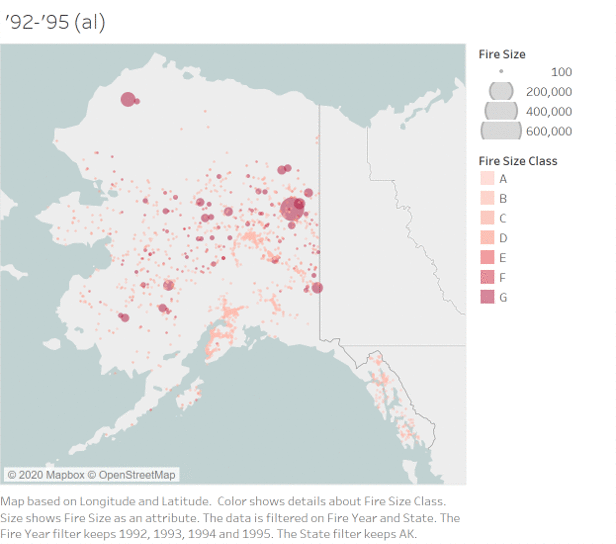 '92-'95 (al)
Fire Size
100
200,000
400,000
600,000
Fire Size Class
A
B
C
D
E
F
G
© 2020 Mapbox © OpenStreetMap
Map based on Longitude and Latitude.  Color shows details about Fire Size Class.
Size shows Fire Size as an attribute. The data is filtered on Fire Year and State. The
Fire Year filter keeps 1992, 1993, 1994 and 1995. The State filter keeps AK.